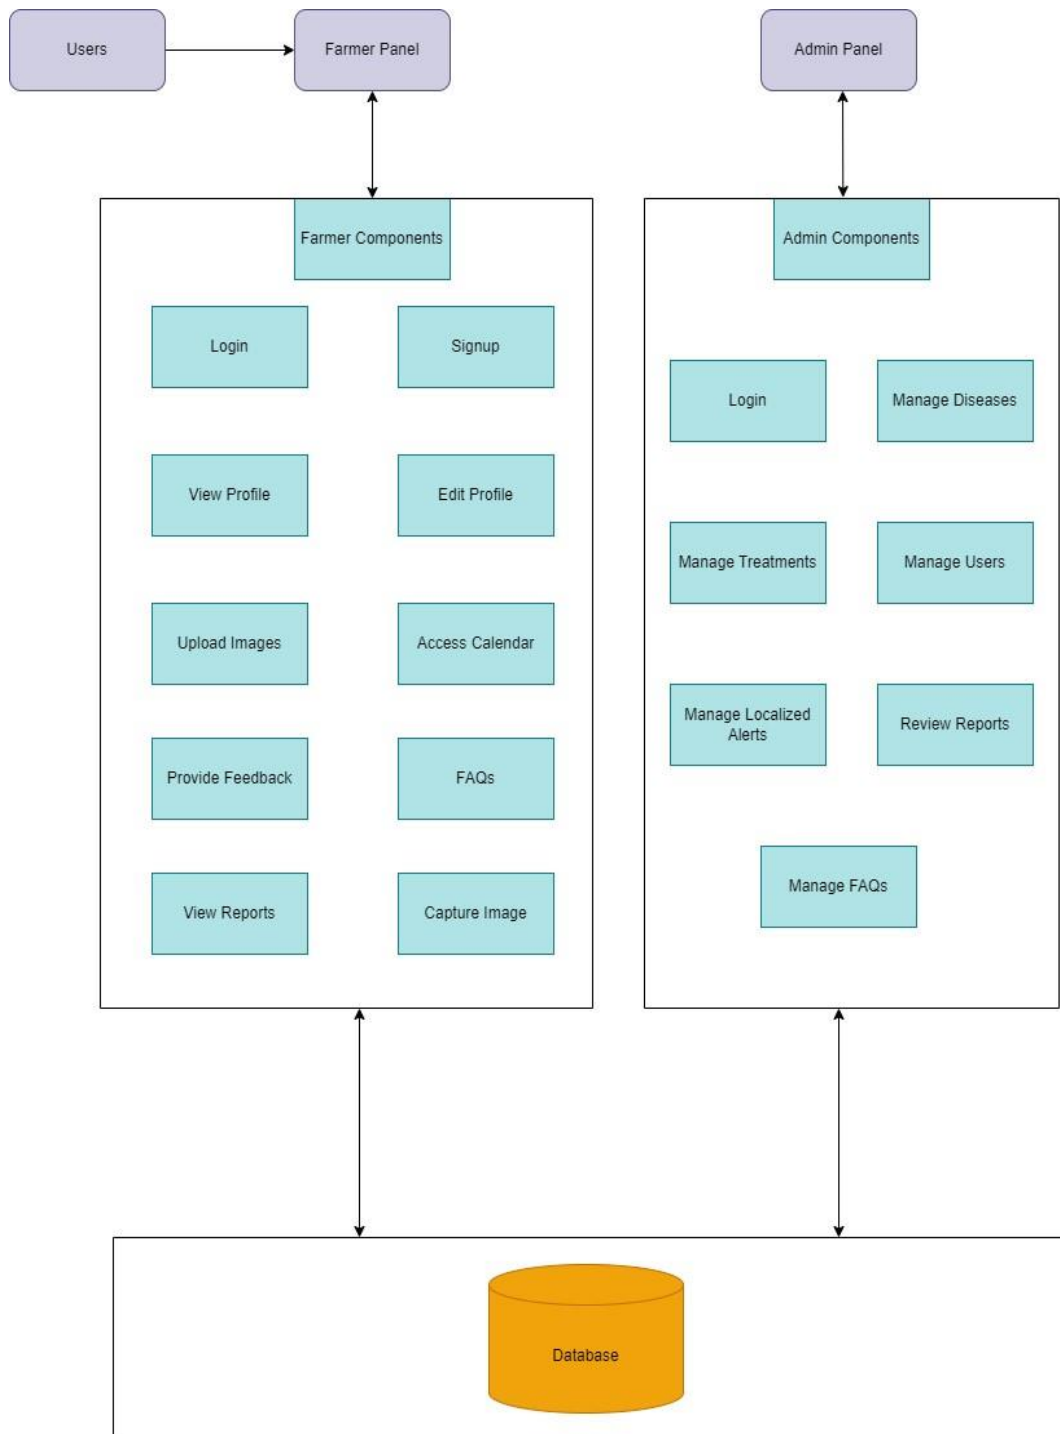 Users
Farmer Panel
Admin Panel
Farmer Components
Login
Signup
View Profile
Edit Profile
Upload Images
Access Calendar
Provide Feedback
FAQs
View Reports
Capture Image
Admin Components
Login
Manage Diseases
Manage Treatments
Manage Users
Manage Localized
Alerts
Review Reports
Manage FAQs
Database